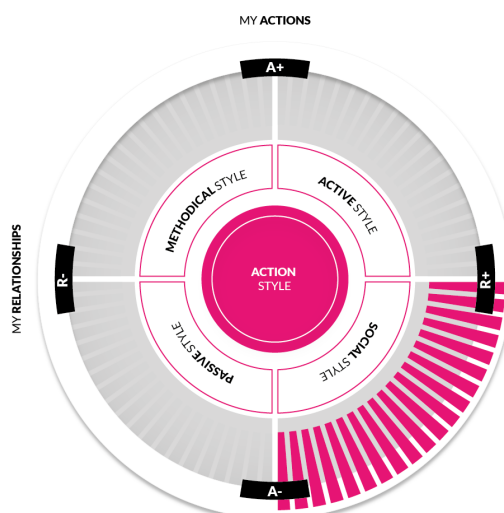 MY ACTIONS
A+
METHODICAL STYLE
ACTIVE STYLE
MY RELATIONSHIPS
R-
ACTION
STYLE
R+
PASSIVE STYLE
SOCIAL STYLE
A-